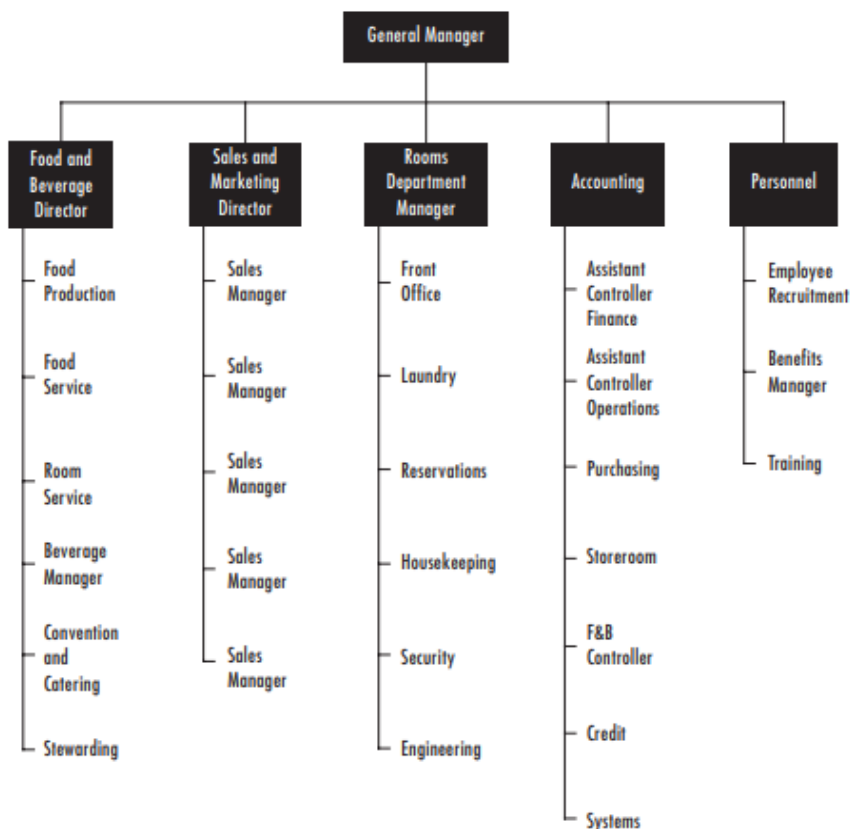 General Manager
Food and
Beverage
Director
Sales and
Marketing
Director
Rooms
Department
Manager
Accounting
Personnel
Food
Production
Food
Service
Room
Service
Beverage
Manager
Convention
and
Catering
Stewarding
Sales
Manager
Sales
Manager
Sales
Manager
Sales
Manager
Sales
Manager
Front
Office
Laundry
Reservations
Housekeeping
Security
Engineering
Assistant
Controller
Finance
Assistant
Controller
Operations
Purchasing
Storeroom
F&B
Controller
Credit
Systems
Employee
Recruitment
Benefits
Manager
Training